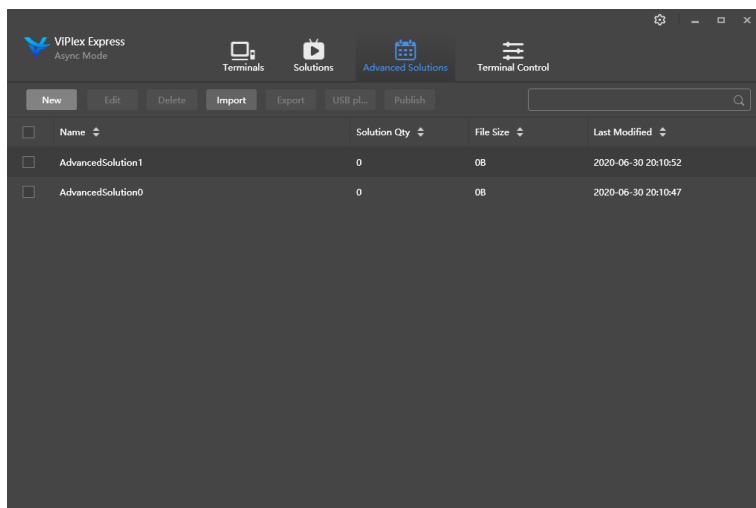 ViPlex Express
Async Mode
Terminals
Solutions
Advanced Solutions
Terminal Control
New Edit Delete Import Export USB pl... Publish
Name Solution Qty File Size Last Modified
AdvancedSolution1 0 0B 2020-06-30 20:10:52
AdvancedSolution0 0 0B 2020-06-30 20:10:47